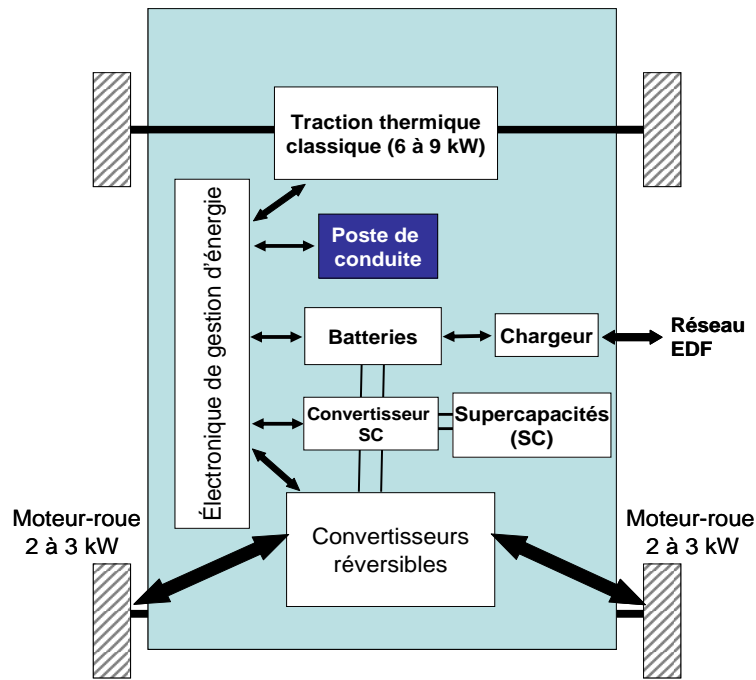 Traction thermique
classique (6 à 9 kW)
Électronique de gestion d'énergie
Poste de
conduite
Batteries
Chargeur
Réseau
EDF
Convertisseur
SC
Supercapacités
(SC)
Moteur-roue
2 à 3 kW
Convertisseurs
réversibles
Moteur-roue
2 à 3 kW